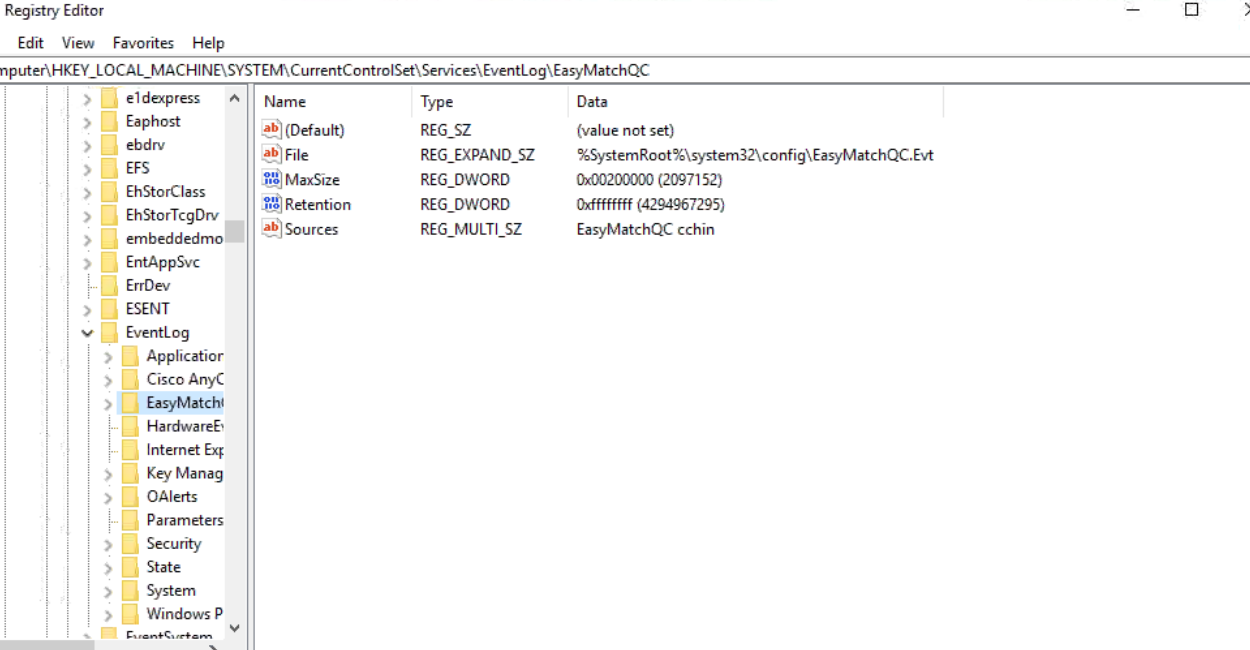 Registry Editor
Edit View Favorites Help
mputer\HKEY_LOCAL_MACHINE\SYSTEM\CurrentControlSet\Services\EventLog\EasyMatchQC
e1dexpress
Eaphost
ebdrv
EFS
EhStorClass
EhStorTcgDrv
embeddedmo
EntAppSvc
ErrDev
ESENT
EventLog
Application
Cisco AnyC
EasyMatch
HardwareEv
Internet Exp
Key Manag
OAlerts
Parameters
Security
State
System
Windows P
EventSystem
Name Type Data
(Default) REG_SZ (value not set)
File REG_EXPAND_SZ %SystemRoot%\system32\config\EasyMatchQC.Evt
MaxSize REG_DWORD 0x00200000 (2097152)
Retention REG_DWORD 0xffffffff (4294967295)
Sources REG_MULTI_SZ EasyMatchQC cchin